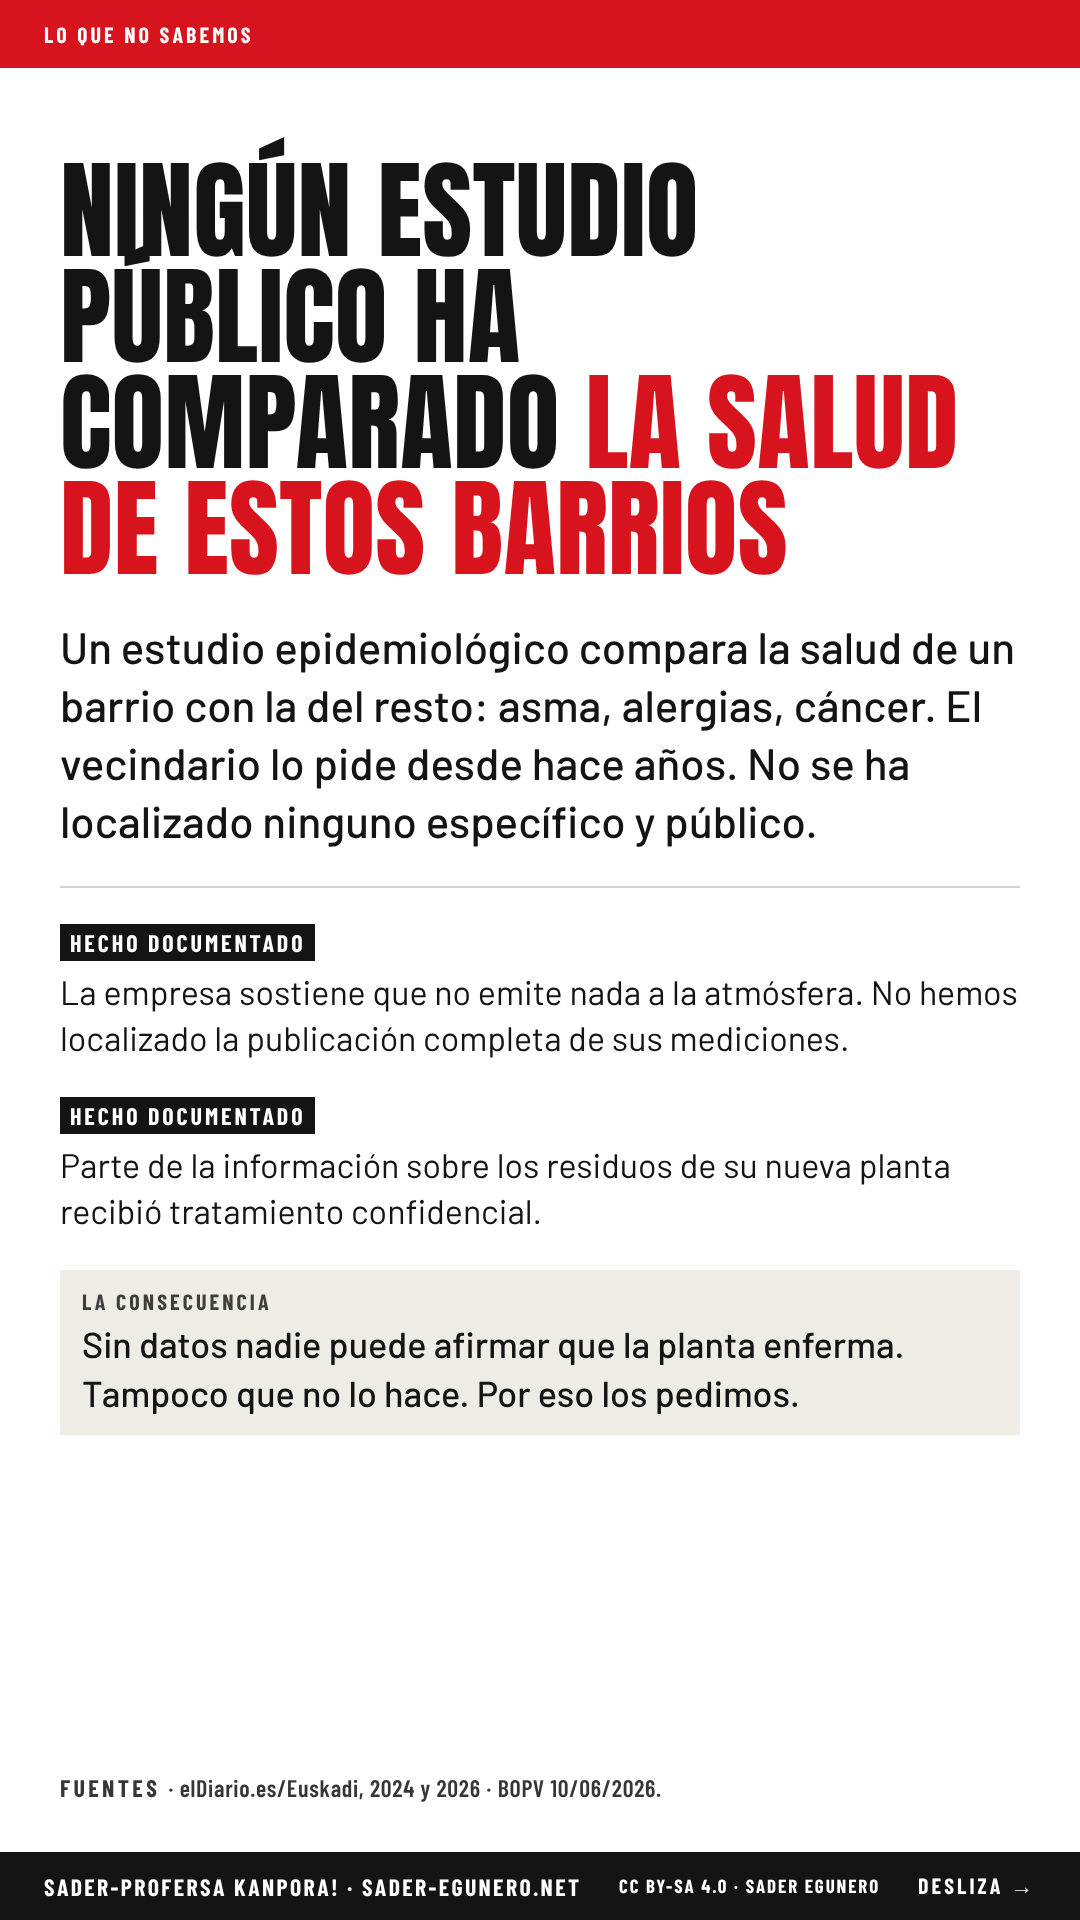 LO QUE NO SABEMOS
NINGÚN ESTUDIO
PÚBLICO HA
COMPARADO LA SALUD
DE ESTOS BARRIOS
Un estudio epidemiológico compara la salud de un
barrio con la del resto: asma, alergias, cáncer. El
vecindario lo pide desde hace años. No se ha
localizado ninguno específico y público.
HECHO DOCUMENTADO
La empresa sostiene que no emite nada a la atmósfera. No hemos
localizado la publicación completa de sus mediciones.
HECHO DOCUMENTADO
Parte de la información sobre los residuos de su nueva planta
recibió tratamiento confidencial.
LA CONSECUENCIA
Sin datos nadie puede afirmar que la planta enferma.
Tampoco que no lo hace. Por eso los pedimos.
FUENTES · elDiario.es/Euskadi, 2024 y 2026 · BOPV 10/06/2026.
SADER-PROFERSA KANPORA! · SADER-EGUNERO.NET CC BY-SA 4.0 · SADER EGUNERO DESLIZA →